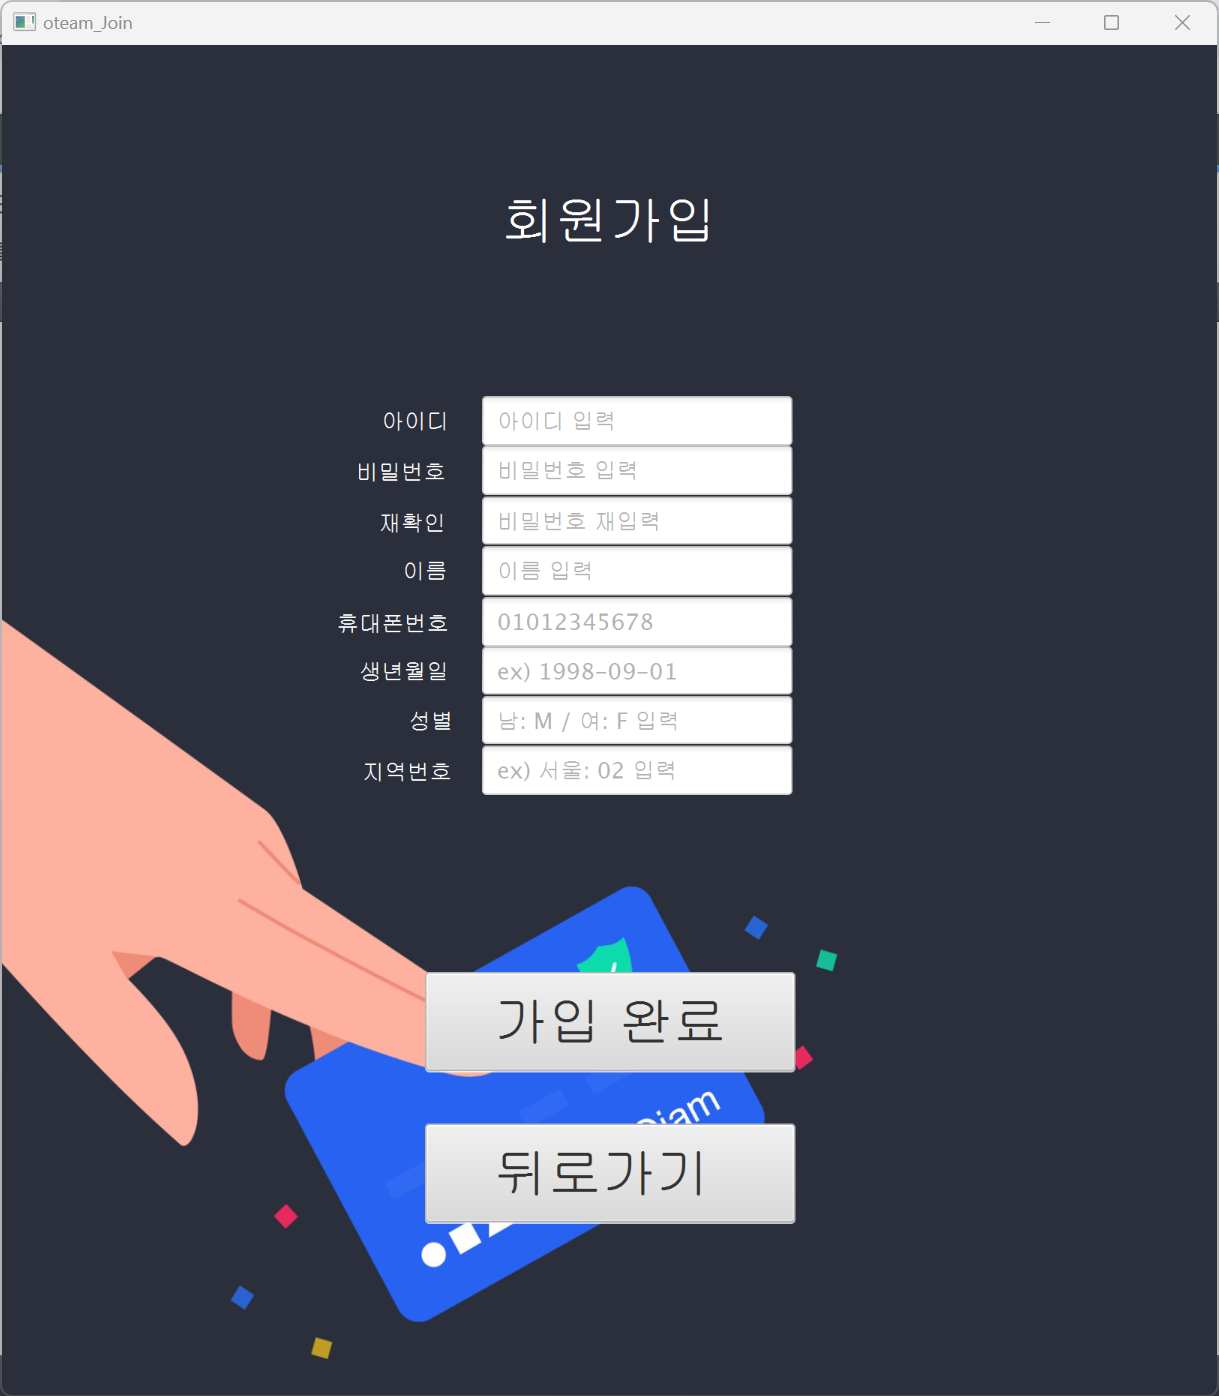 oteam_Join
회원가입
아이디 아이디 입력
비밀번호 비밀번호 입력
재확인 비밀번호 재입력
이름 이름 입력
휴대폰번호 01012345678
생년월일 ex) 1998-09-01
성별 남: M / 여: F 입력
지역번호 ex) 서울: 02 입력
가입 완료
뒤로가기